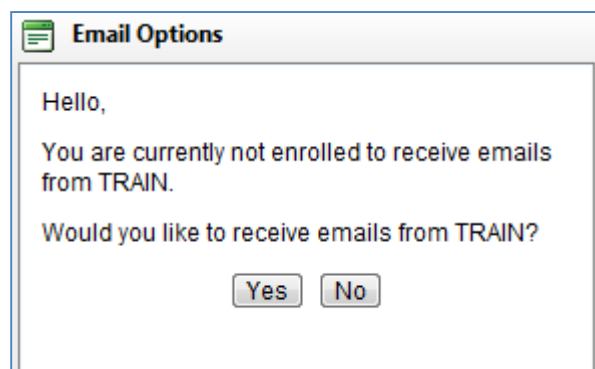 Email Options
Hello,
You are currently not enrolled to receive emails
from TRAIN.
Would you like to receive emails from TRAIN?
Yes No